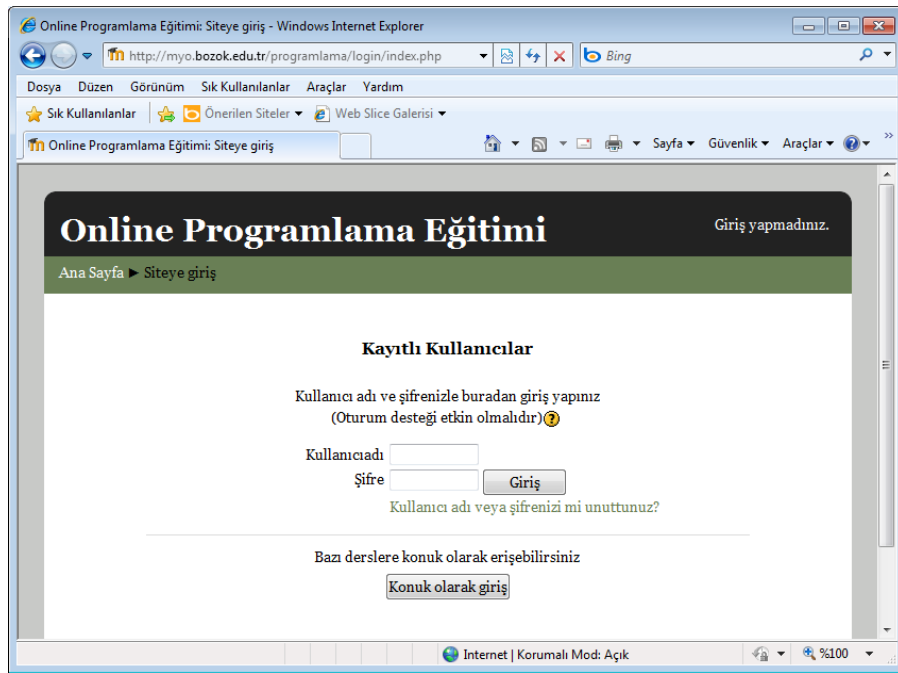 Online Programlama Eğitimi: Siteye giriş - Windows Internet Explorer
http://myo.bozok.edu.tr/programlama/login/index.php
Bing
Dosya Düzen Görünüm Sık Kullanılanlar Araçlar Yardım
Sık Kullanılanlar Önerilen Siteler Web Slice Galerisi
Online Programlama Eğitimi: Siteye giriş
Sayfa Güvenlik Araçlar
Online Programlama Eğitimi
Giriş yapmadınız.
Ana Sayfa ► Siteye giriş
Kayıtlı Kullanıcılar
Kullanıcı adı ve şifrenizle buradan giriş yapınız
(Oturum desteği etkin olmalıdır)
Kullanıcıadı
Şifre
Giriş
Kullanıcı adı veya şifrenizi mi unuttunuz?
Bazı derslere konuk olarak erişebilirsiniz
Konuk olarak giriş
Internet | Korumalı Mod: Açık
%100